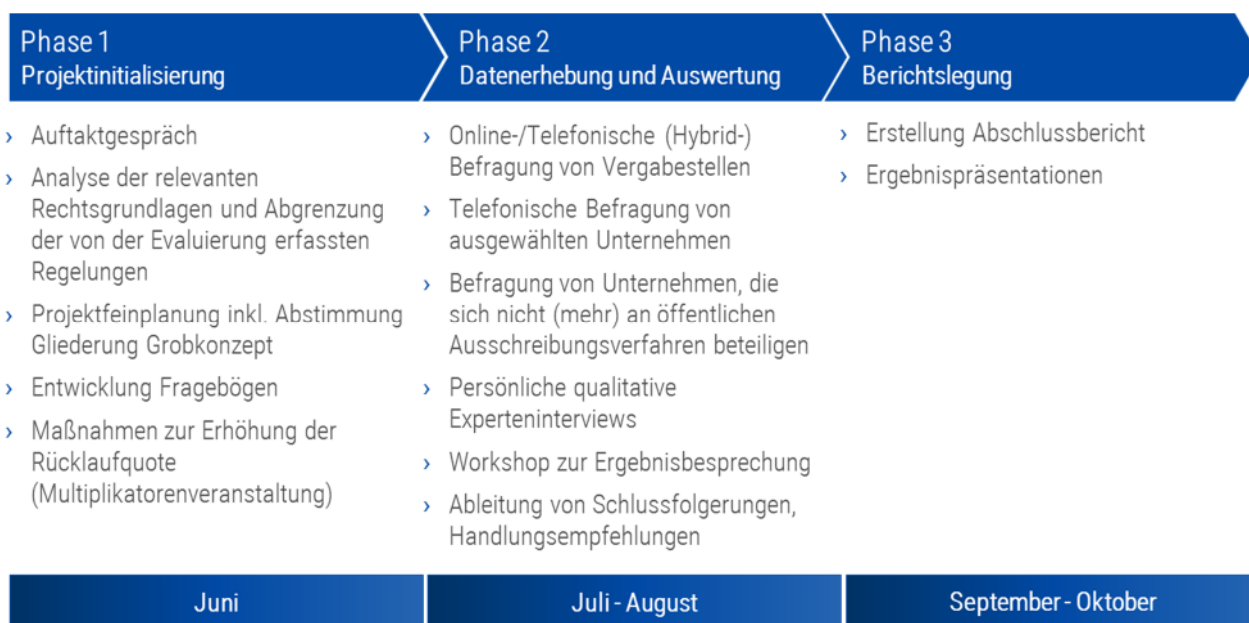 Phase 1
Projektinitialisierung
› Auftaktgespräch
› Analyse der relevanten
Rechtsgrundlagen und Abgrenzung
der von der Evaluierung erfassten
Regelungen
› Projektfeinplanung inkl. Abstimmung
Gliederung Grobkonzept
› Entwicklung Fragebögen
› Maßnahmen zur Erhöhung der
Rücklaufquote
(Multiplikatorenveranstaltung)
Juni
Phase 2
Datenerhebung und Auswertung
› Online-/Telefonische (Hybrid-)
Befragung von Vergabestellen
› Telefonische Befragung von
ausgewählten Unternehmen
› Befragung von Unternehmen, die
sich nicht (mehr) an öffentlichen
Ausschreibungsverfahren beteiligen
› Persönliche qualitative
Experteninterviews
› Workshop zur Ergebnisbesprechung
› Ableitung von Schlussfolgerungen,
Handlungsempfehlungen
Juli - August
Phase 3
Berichtslegung
› Erstellung Abschlussbericht
› Ergebnispräsentationen
September - Oktober